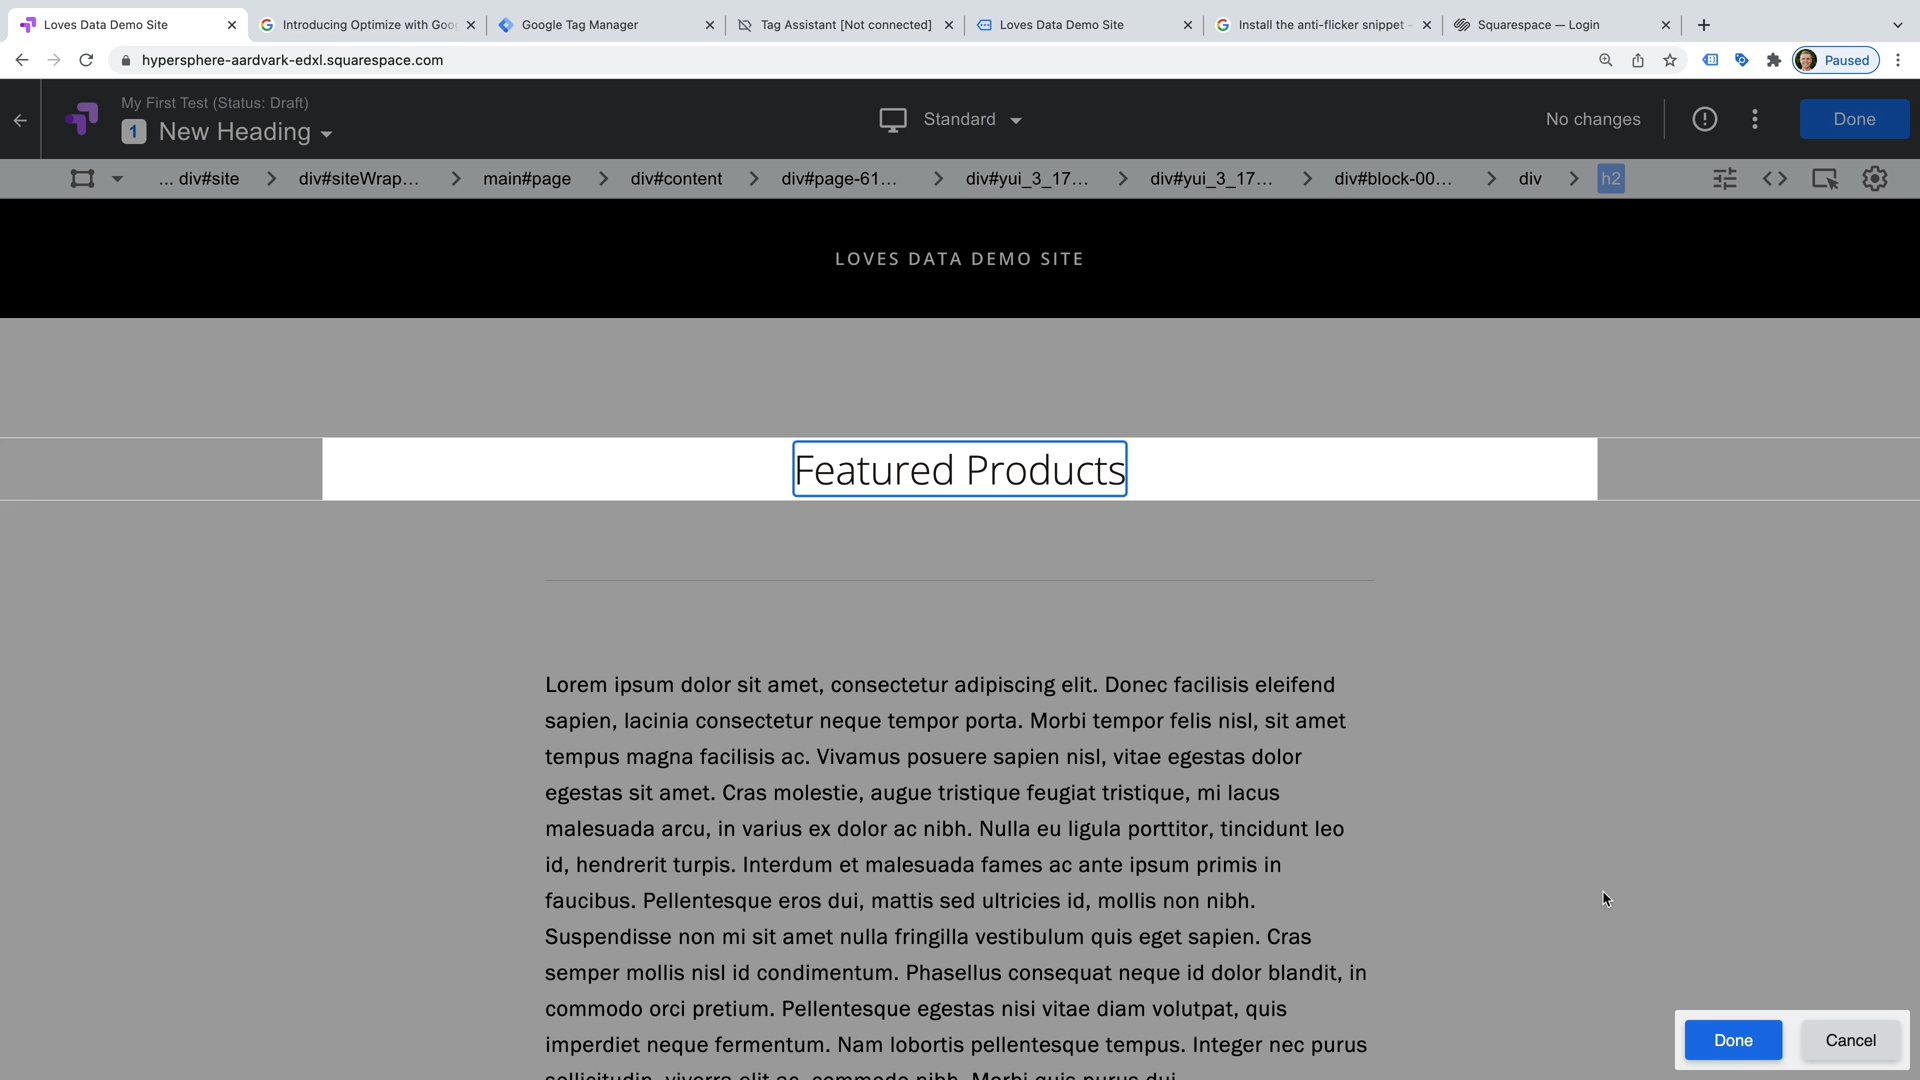 Loves Data Demo Site
Introducing Optimize with Goo
Google Tag Manager
Tag Assistant [Not connected]
Loves Data Demo Site
Install the anti-flicker snippet -
Squarespace — Login
hypersphere-aardvark-edxl.squarespace.com
Paused
My First Test (Status: Draft)
1 New Heading
Standard
No changes
Done
... div#site
div#siteWrap...
main#page
div#content
div#page-61...
div#yui_3_17...
div#yui_3_17...
div#block-00...
div
h2
LOVES DATA DEMO SITE
Featured Products
Lorem ipsum dolor sit amet, consectetur adipiscing elit. Donec facilisis eleifend
sapien, lacinia consectetur neque tempor porta. Morbi tempor felis nisl, sit amet
tempus magna facilisis ac. Vivamus posuere sapien nisl, vitae egestas dolor
egestas sit amet. Cras molestie, augue tristique feugiat tristique, mi lacus
malesuada arcu, in varius ex dolor ac nibh. Nulla eu ligula porttitor, tincidunt leo
id, hendrerit turpis. Interdum et malesuada fames ac ante ipsum primis in
faucibus. Pellentesque eros dui, mattis sed ultricies id, mollis non nibh.
Suspendisse non mi sit amet nulla fringilla vestibulum quis eget sapien. Cras
semper mollis nisl id condimentum. Phasellus consequat neque id dolor blandit, in
commodo orci pretium. Pellentesque egestas nisi vitae diam volutpat, quis
imperdiet neque fermentum. Nam lobortis pellentesque tempus. Integer nec purus
sollicitudin, viverra elit ac, commodo nibh. Morbi quis purus dui.
Done
Cancel